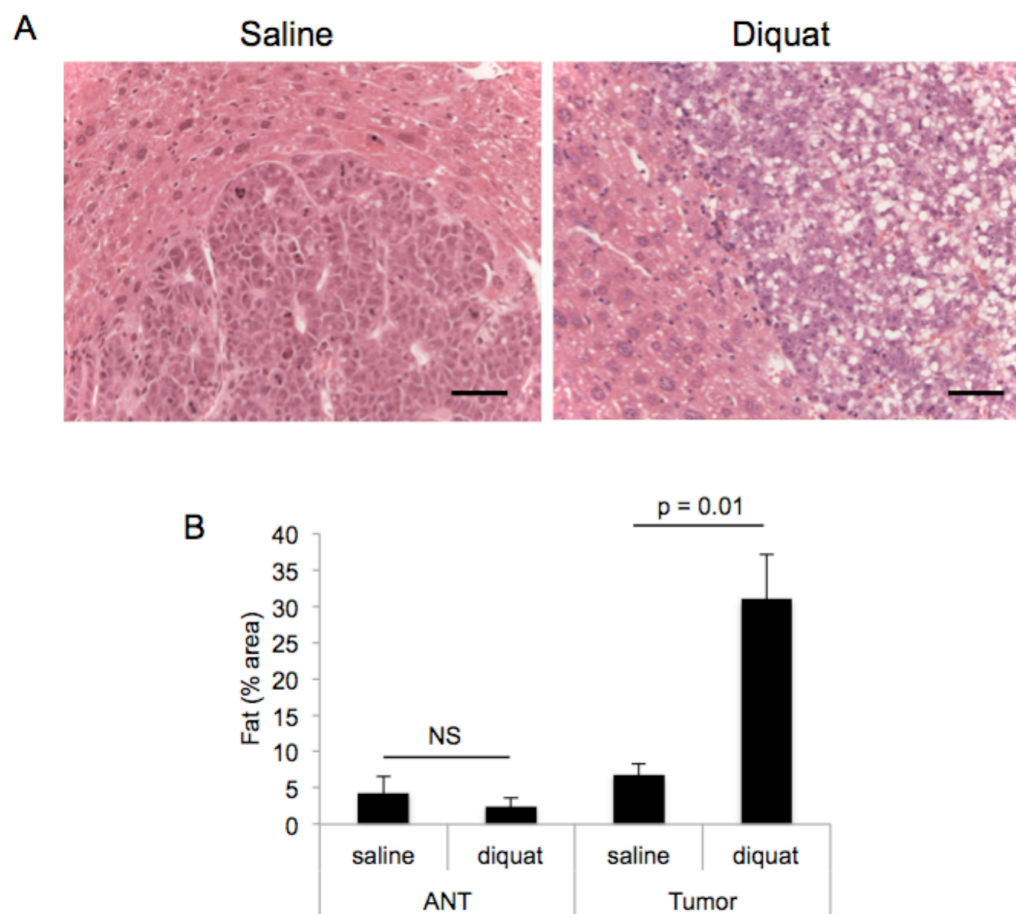 A
Saline
Diquat
B
p = 0.01
40
35
30
25
20
15
10
5
0
Fat (% area)
NS
saline
diquat
saline
diquat
ANT
Tumor